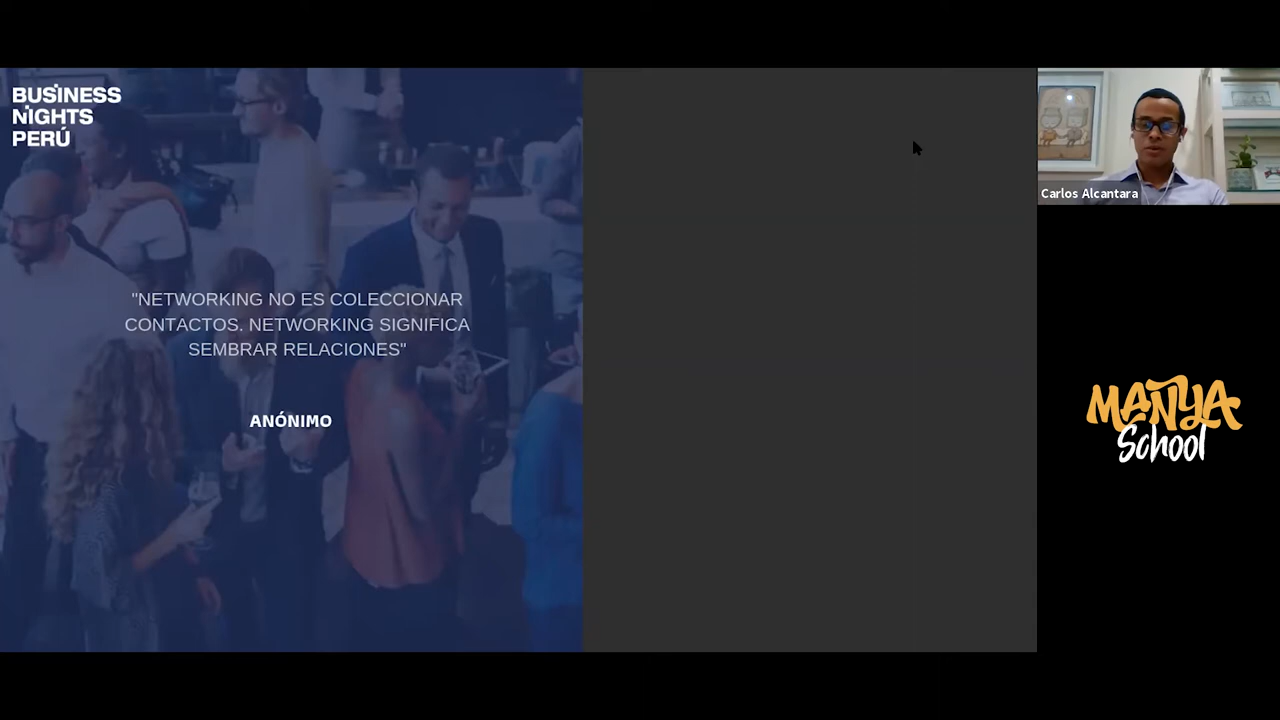 BUSINESS
NIGHTS
PERÚ
"NETWORKING NO ES COLECCIONAR
CONTACTOS. NETWORKING SIGNIFICA
SEMBRAR RELACIONES"
ANÓNIMO
Carlos Alcantara
MANYA
School